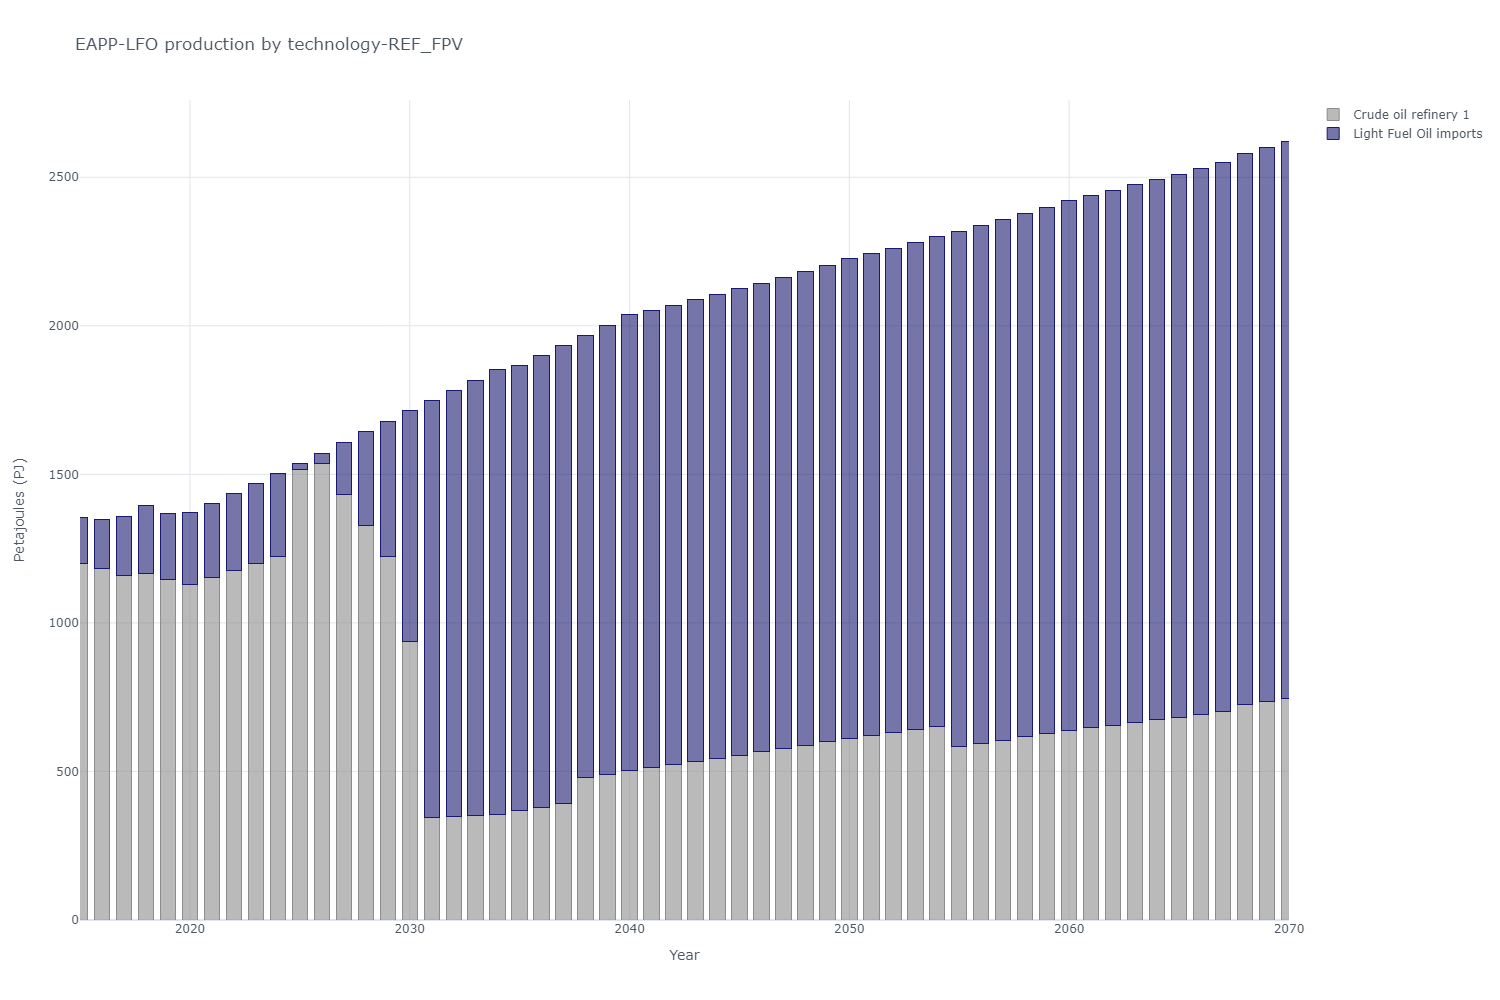 EAPP-LFO production by technology-REF_FPV
Crude oil refinery 1
Light Fuel Oil imports
2500
2000
1500
1000
500
0
Petajoules (PJ)
2020
2030
2040
2050
2060
2070
Year